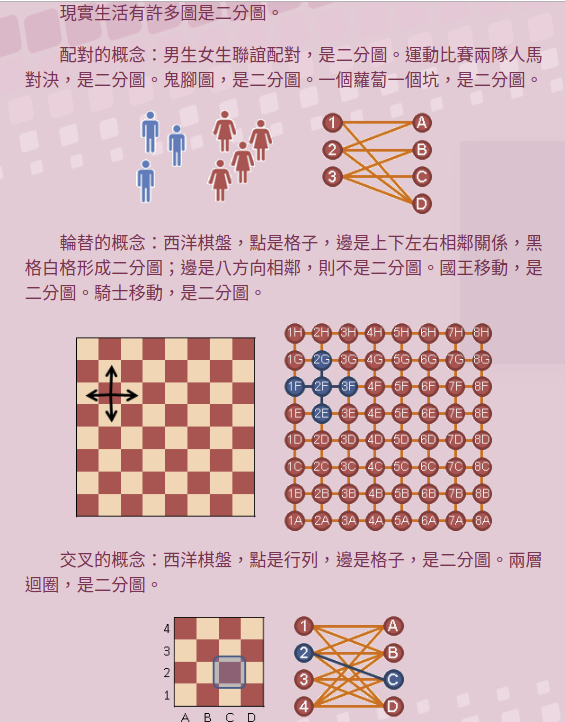 現實生活有許多圖是二分圖。
配對的概念：男生女生聯誼配對，是二分圖。運動比賽兩隊人馬
對決，是二分圖。鬼腳圖，是二分圖。一個蘿蔔一個坑，是二分圖。
1 A
2 B
3 C
D
輪替的概念：西洋棋盤，點是格子，邊是上下左右相鄰關係，黑
格白格形成二分圖；邊是八方向相鄰，則不是二分圖。國王移動，是
二分圖。騎士移動，是二分圖。
1H 2H 3H 4H 5H 6H 7H 8H
1G 2G 3G 4G 5G 6G 7G 8G
1F 2F 3F 4F 5F 6F 7F 8F
1E 2E 3E 4E 5E 6E 7E 8E
1D 2D 3D 4D 5D 6D 7D 8D
1C 2C 3C 4C 5C 6C 7C 8C
1B 2B 3B 4B 5B 6B 7B 8B
1A 2A 3A 4A 5A 6A 7A 8A
交叉的概念：西洋棋盤，點是行列，邊是格子，是二分圖。兩層
迴圈，是二分圖。
4
3
2
1
A B C D
1 A
2 B
3 C
4 D